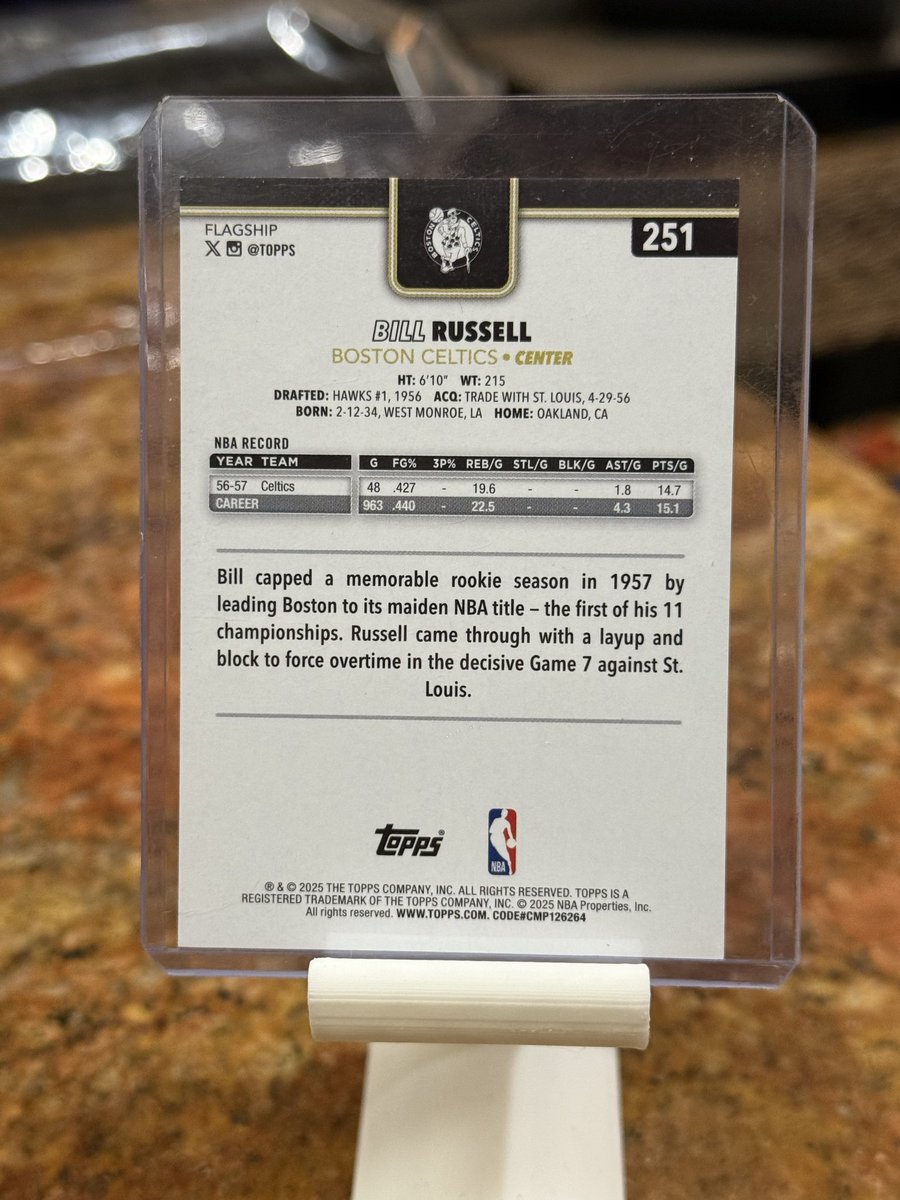 FLAGSHIP
X @TOPPS
BOSTON CELTICS
251
BILL RUSSELL
BOSTON CELTICS • CENTER
HT: 6'10" WT: 215
DRAFTED: HAWKS #1, 1956 ACQ: TRADE WITH ST. LOUIS, 4-29-56
BORN: 2-12-34, WEST MONROE, LA HOME: OAKLAND, CA
NBA RECORD
YEAR TEAM G FG% 3P% REB/G STL/G BLK/G AST/G PTS/G
56-57 Celtics 48 .427 - 19.6 - - 1.8 14.7
CAREER 963 .440 - 22.5 - - 4.3 15.1
Bill capped a memorable rookie season in 1957 by
leading Boston to its maiden NBA title – the first of his 11
championships. Russell came through with a layup and
block to force overtime in the decisive Game 7 against St.
Louis.
Topps®
NBA
® & © 2025 THE TOPPS COMPANY, INC. ALL RIGHTS RESERVED. TOPPS IS A
REGISTERED TRADEMARK OF THE TOPPS COMPANY, INC. © 2025 NBA Properties, Inc.
All rights reserved. WWW.TOPPS.COM. CODE#CMP126264